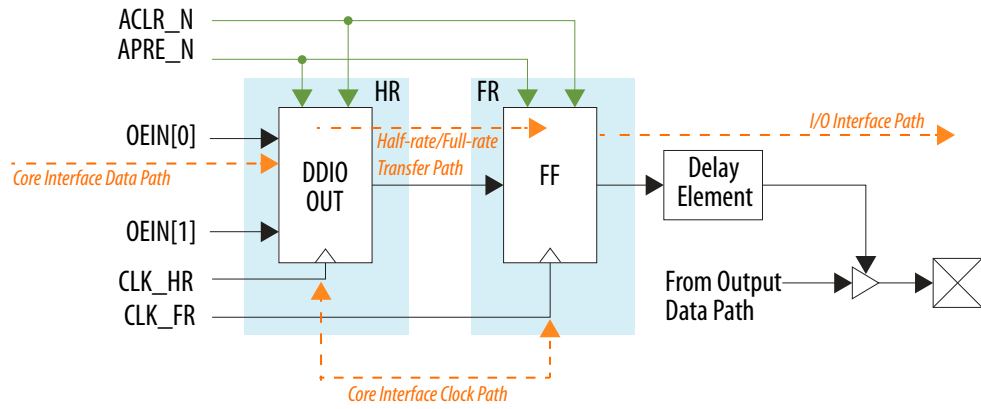 ACLR_N
APRE_N
HR
FR
OEIN[0]
Half-rate/Full-rate
Transfer Path
I/O Interface Path
Core Interface Data Path
DDIO
OUT
FF
Delay
Element
OEIN[1]
CLK_HR
CLK_FR
From Output
Data Path
Core Interface Clock Path